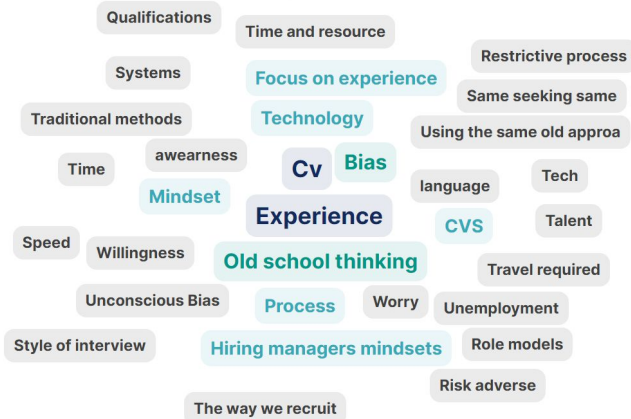 Qualifications
Time and resource
Restrictive process
Systems
Focus on experience
Same seeking same
Traditional methods
Technology
Using the same old approa
awearness
Cv
Bias
Time
Mindset
language
Tech
Experience
CVS
Talent
Speed
Willingness
Old school thinking
Travel required
Unconscious Bias
Process
Worry
Unemployment
Style of interview
Hiring managers mindsets
Role models
Risk adverse
The way we recruit